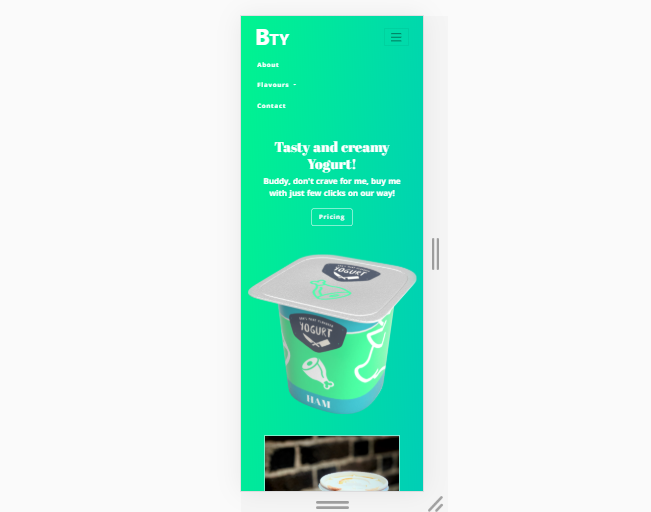 BTY
About
Flavours
Contact
Tasty and creamy
Yogurt!
Buddy, don't crave for me, buy me
with just few clicks on our way!
Pricing
YOGURT
YOGURT
HAM